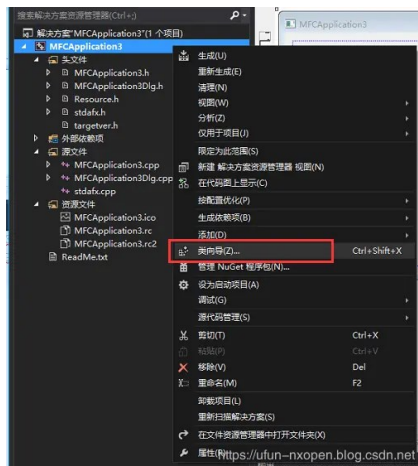 搜索解决方案资源管理器(Ctrl+;)
MFCApplication3
解决方案"MFCApplication3"(1 个项目)
MFCApplication3
头文件
MFCApplication3.h
MFCApplication3Dlg.h
Resource.h
stdafx.h
targetver.h
外部依赖项
源文件
MFCApplication3.cpp
MFCApplication3Dlg.cpp
stdafx.cpp
资源文件
MFCApplication3.ico
MFCApplication3.rc
MFCApplication3.rc2
ReadMe.txt
生成(U)
重新生成(E)
清理(N)
视图(W)
分析(Z)
仅用于项目(J)
限定为此范围(S)
新建 解决方案资源管理器 视图(N)
在代码图上显示(C)
按配置优化(P)
生成依赖项(B)
添加(D)
类向导(Z)... Ctrl+Shift+X
管理 NuGet 程序包(N)...
设为启动项目(A)
调试(G)
源代码管理(S)
剪切(T) Ctrl+X
粘贴(P) Ctrl+V
移除(V) Del
重命名(M) F2
卸载项目(L)
重新扫描解决方案(S)
在文件资源管理器中打开文件夹(X)
属性(R)
https://ufun-nxopen.blog.csdn.net